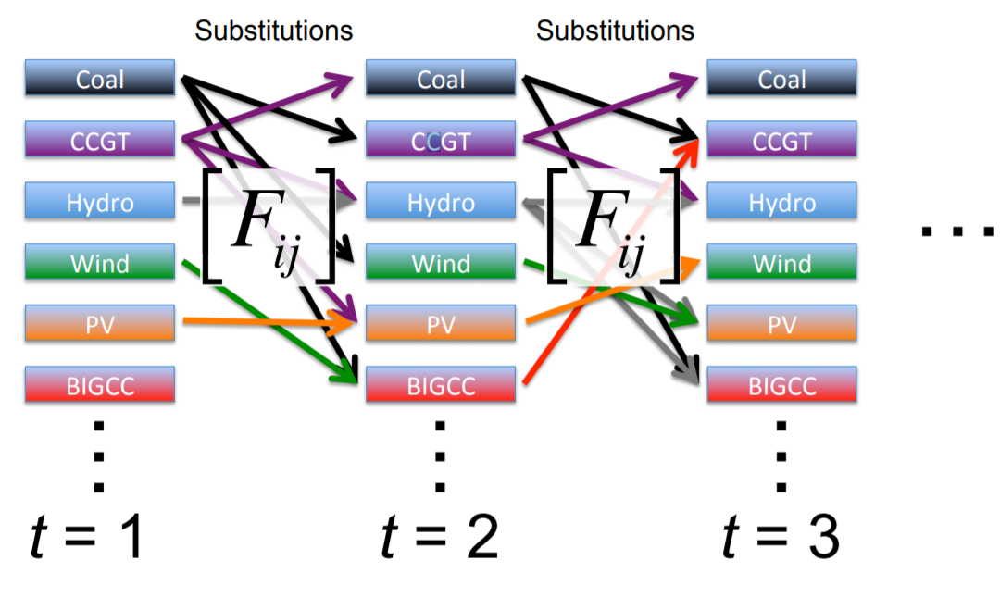 Substitutions Substitutions
Coal Coal Coal
CCGT CCGT CCGT
Hydro Hydro Hydro
[F_ij] [F_ij]
Wind Wind Wind
PV PV PV
BIGCC BIGCC BIGCC
t = 1 t = 2 t = 3